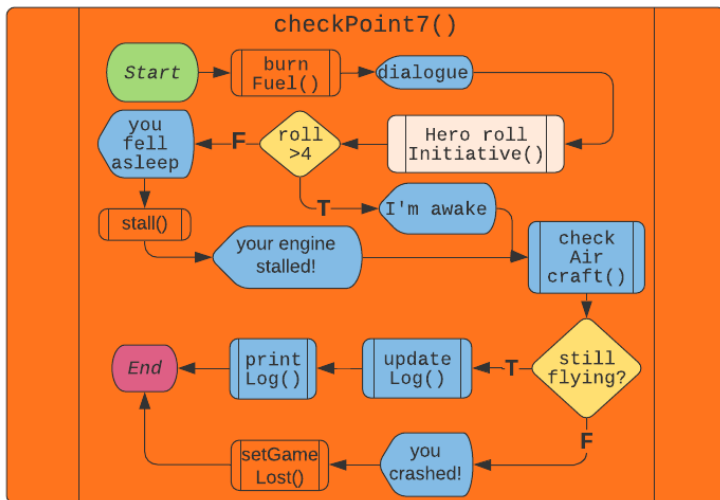 checkPoint7()
Start
burn
Fuel()
dialogue
you
fell
asleep
F
roll
>4
Hero roll
Initiative()
T
I'm awake
stall()
your engine
stalled!
check
Air
craft()
End
print
Log()
update
Log()
T
still
flying?
F
setGame
Lost()
you
crashed!